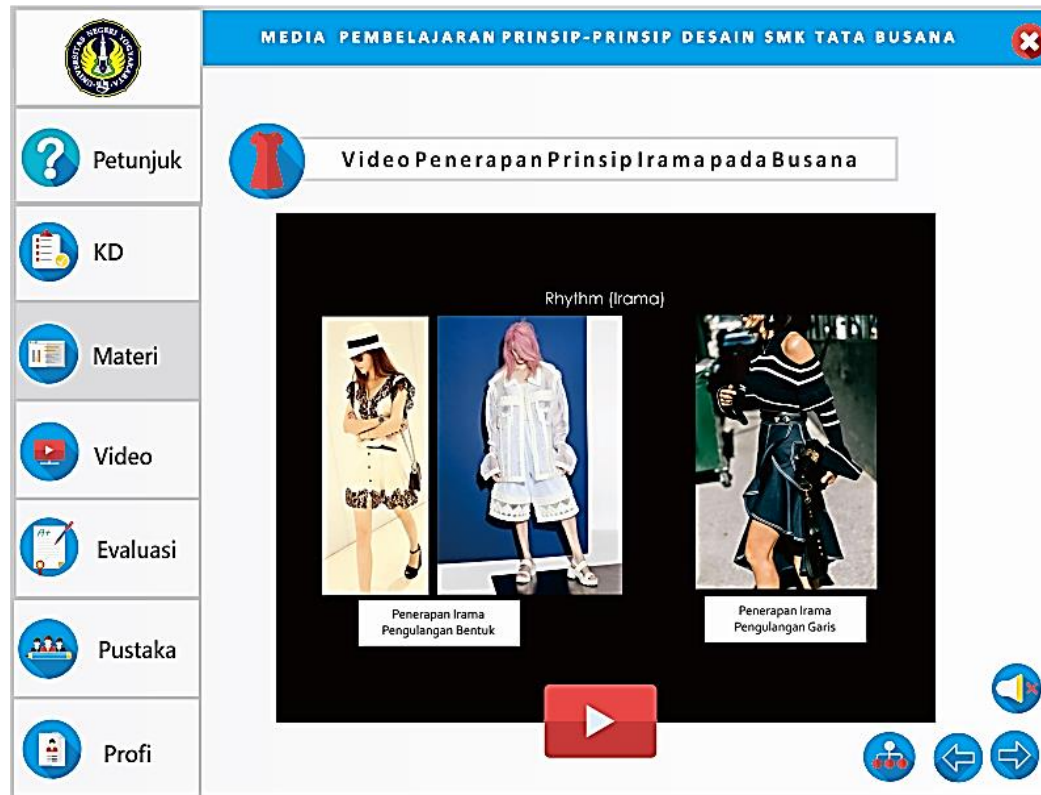 MEDIA PEMBELAJARAN PRINSIP-PRINSIP DESAIN SMK TATA BUSANA
Petunjuk
KD
Materi
Video
Evaluasi
Pustaka
Profi
Video Penerapan Prinsip Irama pada Busana
Rhythm {Irama}
Penerapan Irama
Pengulangan Bentuk
Penerapan Irama
Pengulangan Garis
A+